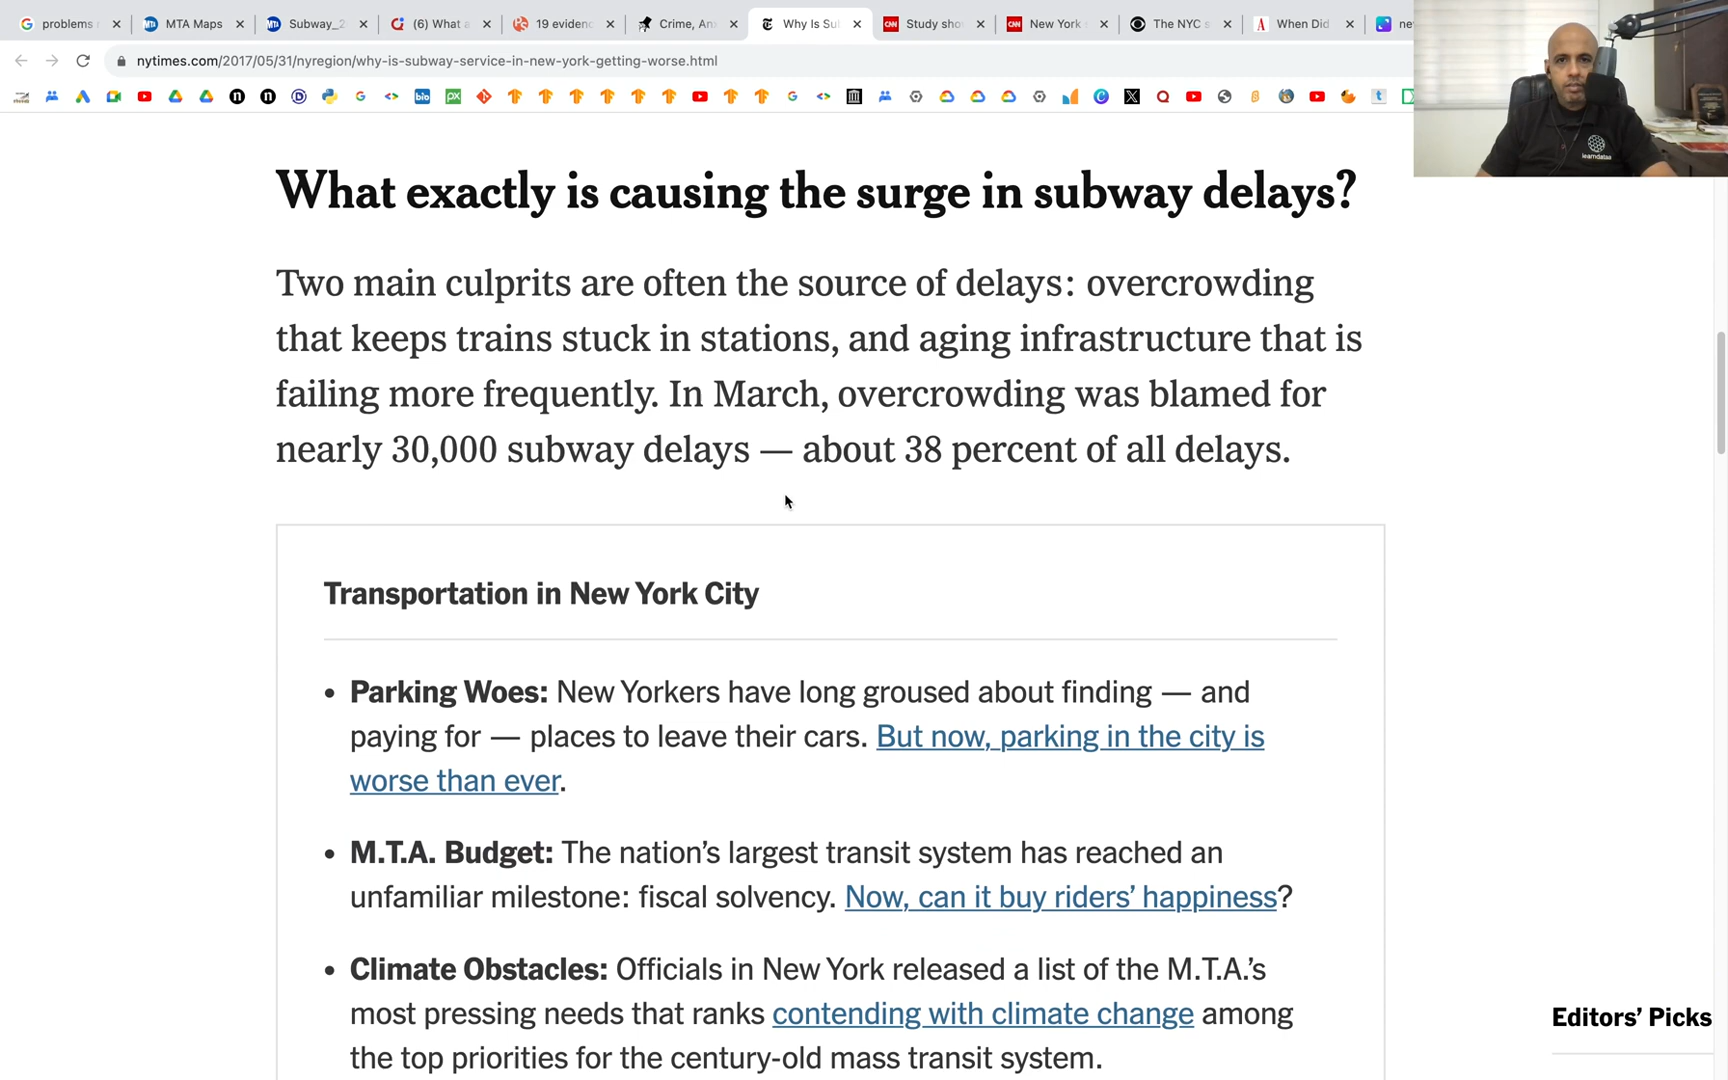 problems
MTA Maps
Subway_2
(6) What a
19 evidenc
Crime, An
Why Is Su
Study sho
New York
The NYC s
When Did
ne
nytimes.com/2017/05/31/nyregion/why-is-subway-service-in-new-york-getting-worse.html
learndataa
What exactly is causing the surge in subway delays?
Two main culprits are often the source of delays: overcrowding
that keeps trains stuck in stations, and aging infrastructure that is
failing more frequently. In March, overcrowding was blamed for
nearly 30,000 subway delays — about 38 percent of all delays.
Transportation in New York City
• Parking Woes: New Yorkers have long groused about finding — and
paying for — places to leave their cars. But now, parking in the city is
worse than ever.
• M.T.A. Budget: The nation’s largest transit system has reached an
unfamiliar milestone: fiscal solvency. Now, can it buy riders’ happiness?
• Climate Obstacles: Officials in New York released a list of the M.T.A.’s
most pressing needs that ranks contending with climate change among
the top priorities for the century-old mass transit system.
Editors’ Picks